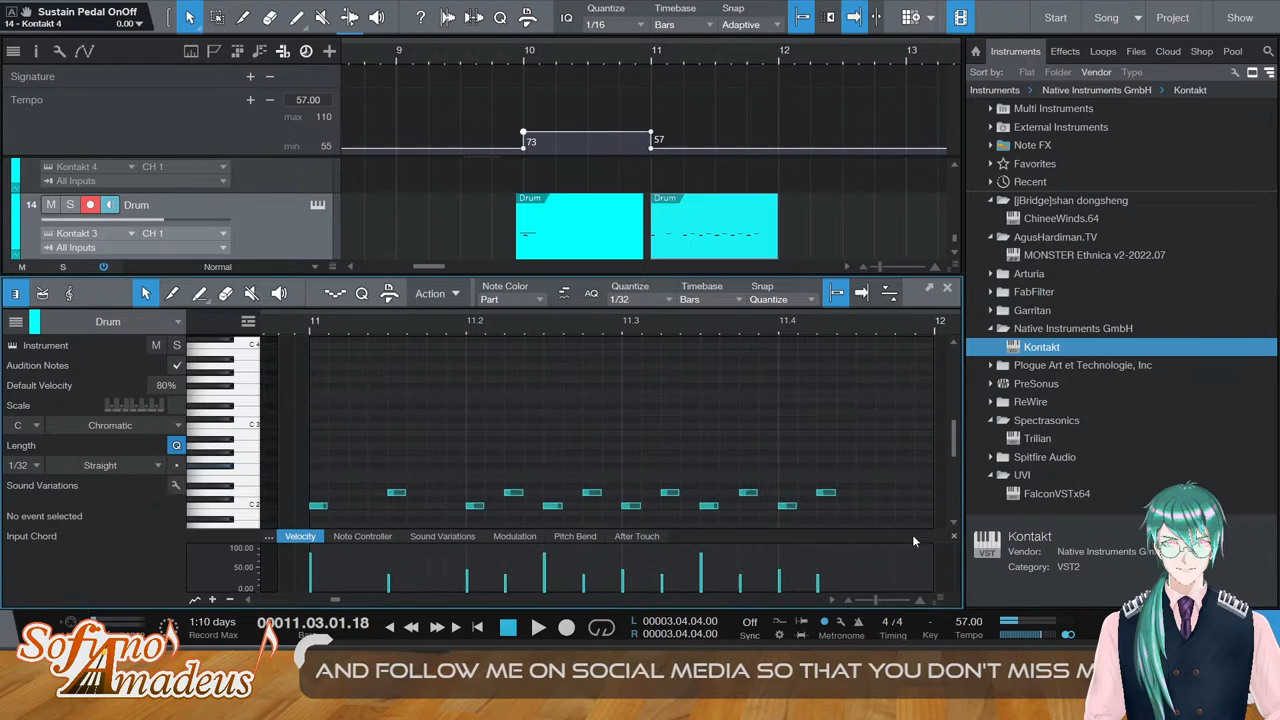 Sustain Pedal OnOff
14 - Kontakt 4 0.00
Quantize Timebase Snap
IQ 1/16 Bars Adaptive
Start Song Project Show
9 10 11 12 13
Signature
Tempo 57.00
max 110
min 55
73 57
Kontakt 4 CH 1
All Inputs
14 M S Drum
Kontakt 3 CH 1
All Inputs
M S Normal
Drum Drum
Instruments Effects Loops Files Cloud Shop Pool
Sort by: Flat Folder Vendor Type
Instruments Native Instruments GmbH Kontakt
Multi Instruments
External Instruments
Note FX
Favorites
Recent
[jBridge]shan dongsheng
ChineeWinds.64
AgusHardiman.TV
MONSTER Ethnica v2-2022.07
Arturia
FabFilter
Garritan
Native Instruments GmbH
Kontakt
Plogue Art et Technologie, Inc
PreSonus
ReWire
Spectrasonics
Trilian
Spitfire Audio
UVI
FalconVSTx64
Kontakt
Vendor: Native Instruments G
Category: VST2
VST
Action Note Color Quantize Timebase Snap
Part AQ 1/32 Bars Quantize
Drum
11 11.2 11.3 11.4 12
Instrument M S
Audition Notes
Default Velocity 80%
Scale
C Chromatic
Length Q
1/32 Straight
Sound Variations
No event selected
Input Chord
C 4
C 3
C 2
Velocity Note Controller Sound Variations Modulation Pitch Bend After Touch
100.00
50.00
0.00
1:10 days
Record Max
00011.03.01.18
L 00003.04.04.00
R 00003.04.04.00
Off
Sync Metronome
4 / 4
Timing
-
Key
57.00
Tempo
Sofiano
Amadeus
AND FOLLOW ME ON SOCIAL MEDIA SO THAT YOU DON'T MISS M